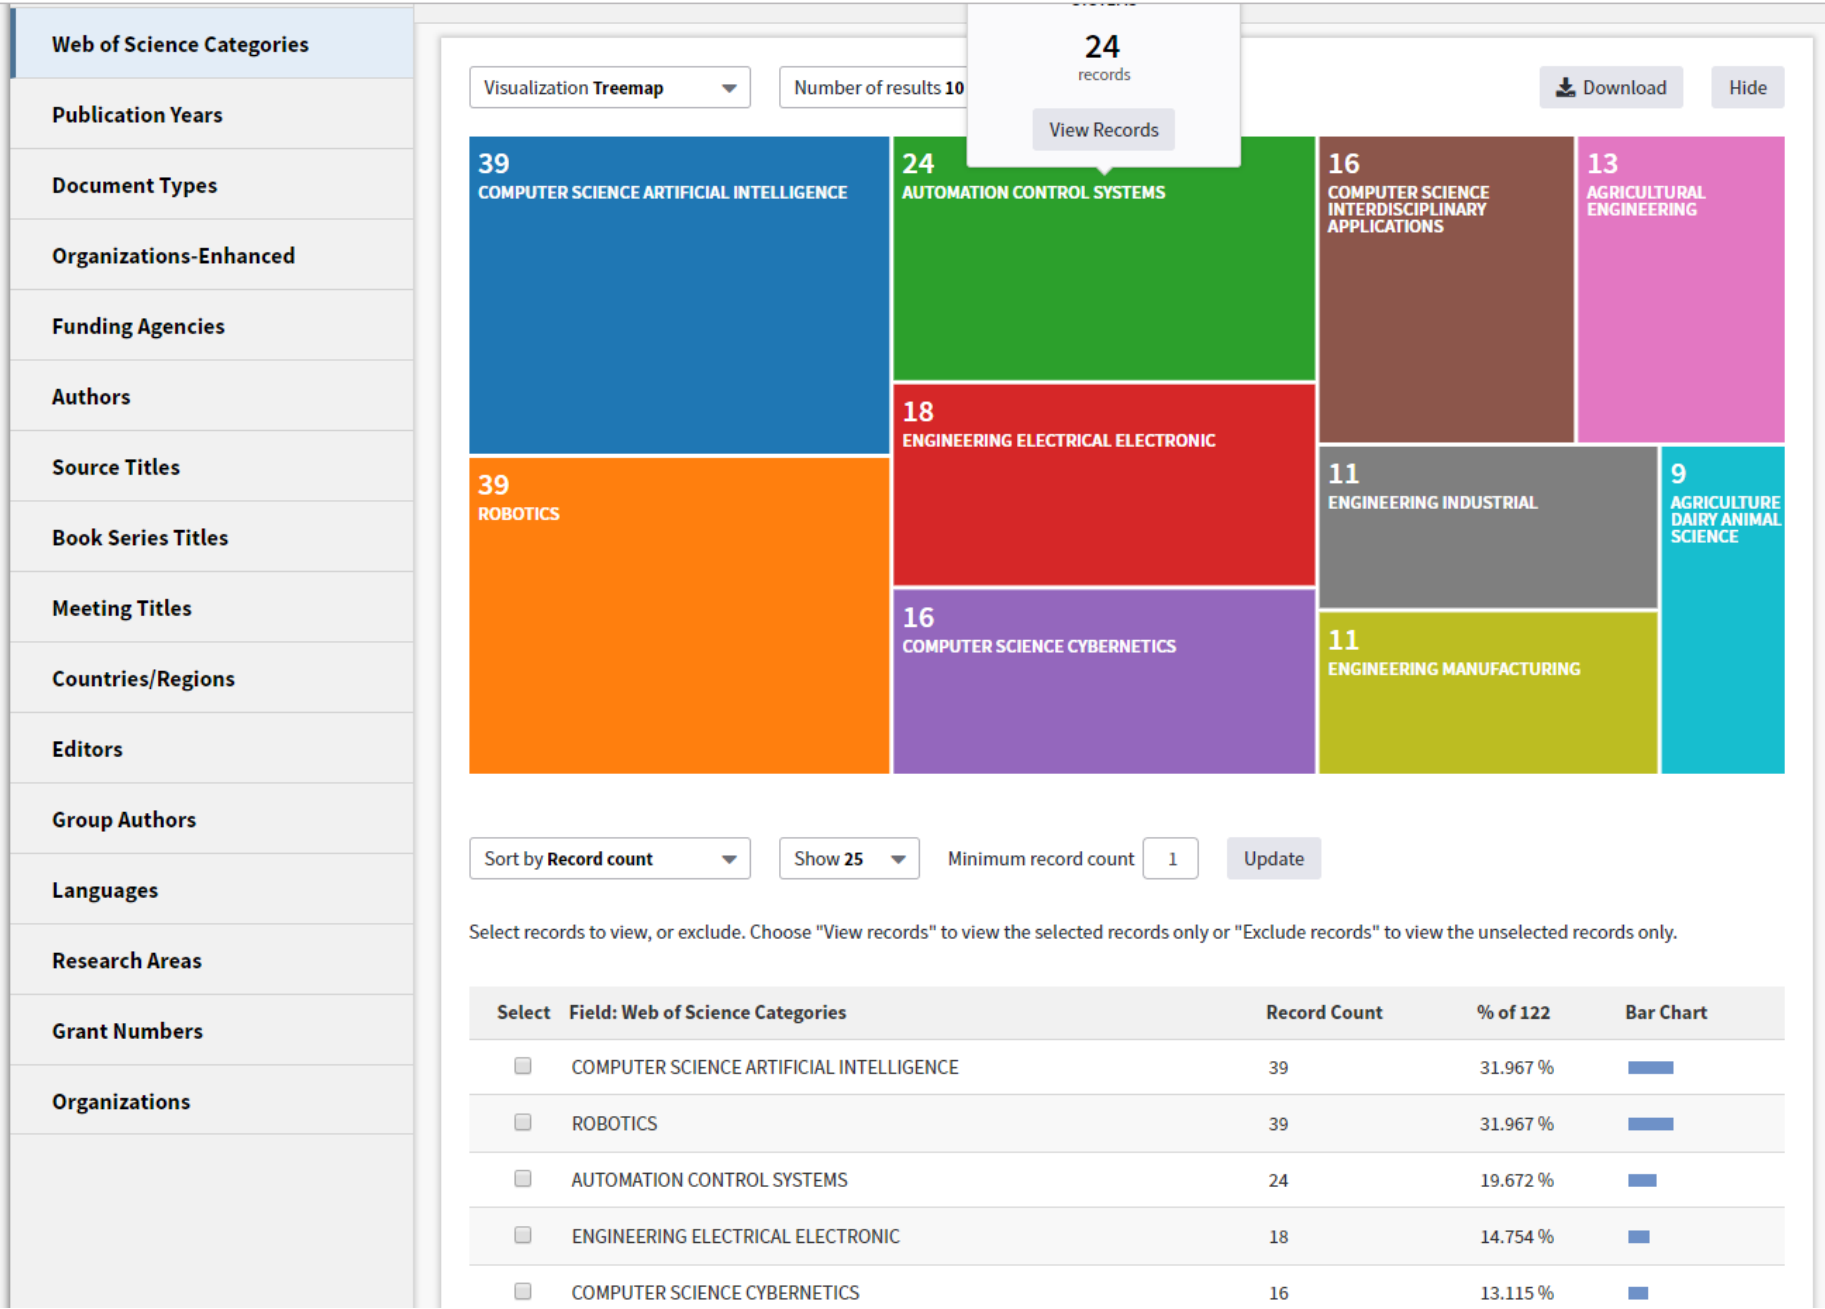 Web of Science Categories
Publication Years
Document Types
Organizations-Enhanced
Funding Agencies
Authors
Source Titles
Book Series Titles
Meeting Titles
Countries/Regions
Editors
Group Authors
Languages
Research Areas
Grant Numbers
Organizations
24
records
View Records
Visualization Treemap
Number of results 10
Download
Hide
39
COMPUTER SCIENCE ARTIFICIAL INTELLIGENCE
24
AUTOMATION CONTROL SYSTEMS
16
COMPUTER SCIENCE
INTERDISCIPLINARY
APPLICATIONS
13
AGRICULTURAL
ENGINEERING
18
ENGINEERING ELECTRICAL ELECTRONIC
39
ROBOTICS
11
ENGINEERING INDUSTRIAL
9
AGRICULTURE
DAIRY ANIMAL
SCIENCE
16
COMPUTER SCIENCE CYBERNETICS
11
ENGINEERING MANUFACTURING
Sort by Record count
Show 25
Minimum record count 1
Update
Select records to view, or exclude. Choose "View records" to view the selected records only or "Exclude records" to view the unselected records only.
Select Field: Web of Science Categories Record Count % of 122 Bar Chart
COMPUTER SCIENCE ARTIFICIAL INTELLIGENCE 39 31.967 %
ROBOTICS 39 31.967 %
AUTOMATION CONTROL SYSTEMS 24 19.672 %
ENGINEERING ELECTRICAL ELECTRONIC 18 14.754 %
COMPUTER SCIENCE CYBERNETICS 16 13.115 %